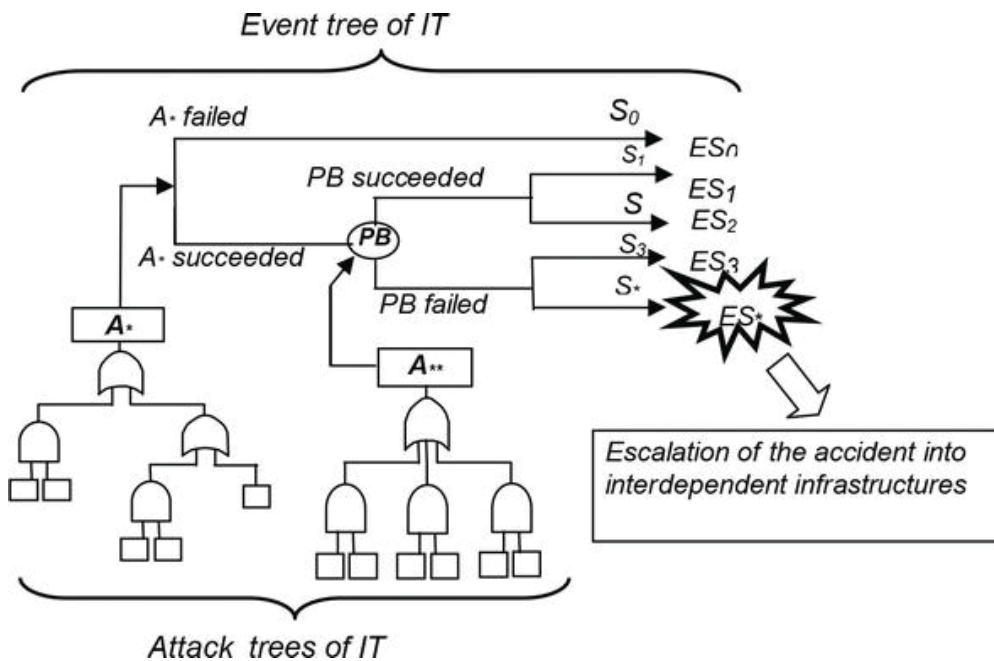 Event tree of IT
A* failed
S0
ES∩
S1
PB succeeded
ES1
S
ES2
PB
A* succeeded
S3
ES3
PB failed
S*
ES*
A*
A**
Escalation of the accident into
interdependent infrastructures
Attack trees of IT